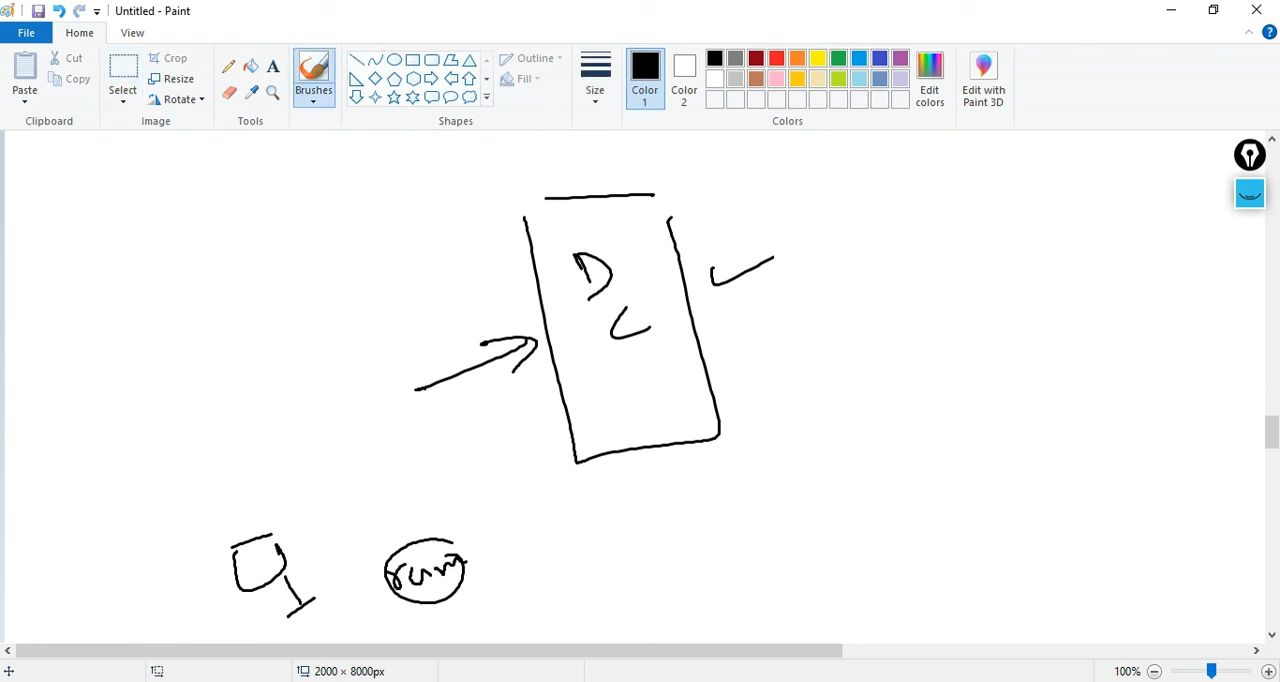 Untitled - Paint
File Home View
Paste
Cut
Copy
Clipboard
Select
Crop
Resize
Rotate
Image
A
Tools
Brushes
Outline
Fill
Shapes
Size
Color 1
Color 2
Edit colors
Colors
Edit with Paint 3D
D
C
2000 × 8000px
100%